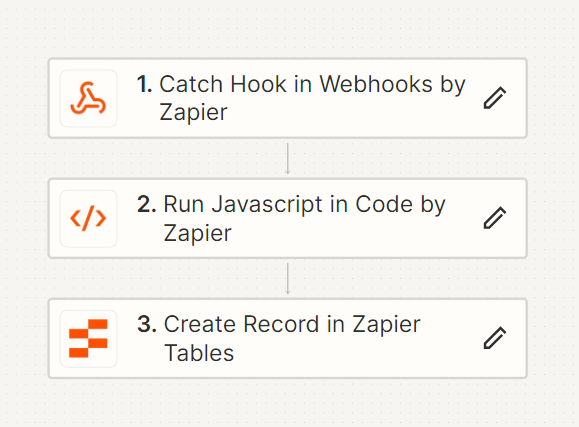 1. Catch Hook in Webhooks by
Zapier
2. Run Javascript in Code by
Zapier
3. Create Record in Zapier
Tables